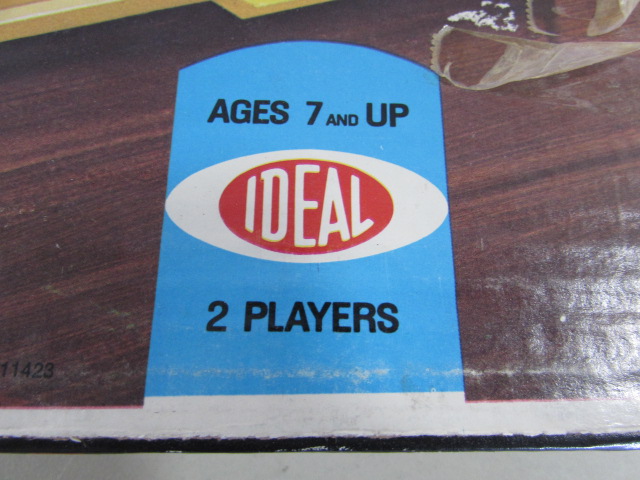 AGES 7 AND UP
IDEAL
2 PLAYERS
11423